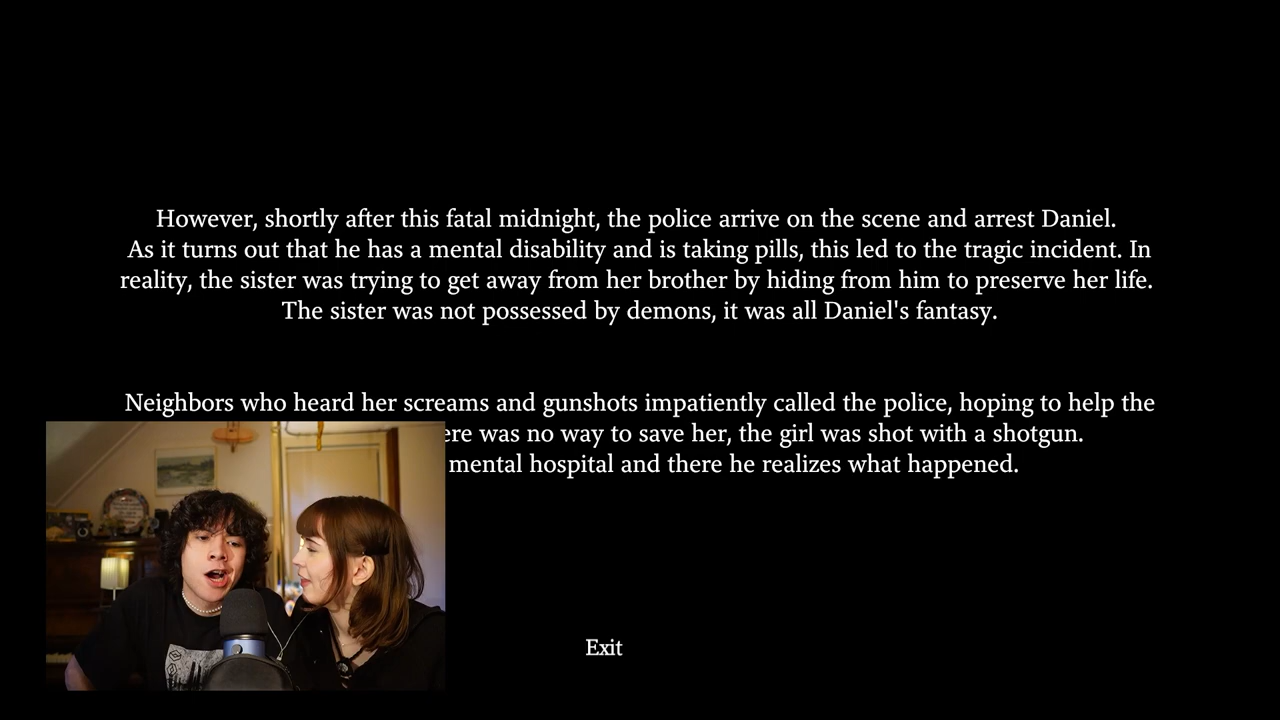 However, shortly after this fatal midnight, the police arrive on the scene and arrest Daniel.
As it turns out that he has a mental disability and is taking pills, this led to the tragic incident. In
reality, the sister was trying to get away from her brother by hiding from him to preserve her life.
The sister was not possessed by demons, it was all Daniel's fantasy.
Neighbors who heard her screams and gunshots impatiently called the police, hoping to help the
was no way to save her, the girl was shot with a shotgun.
mental hospital and there he realizes what happened.
Exit